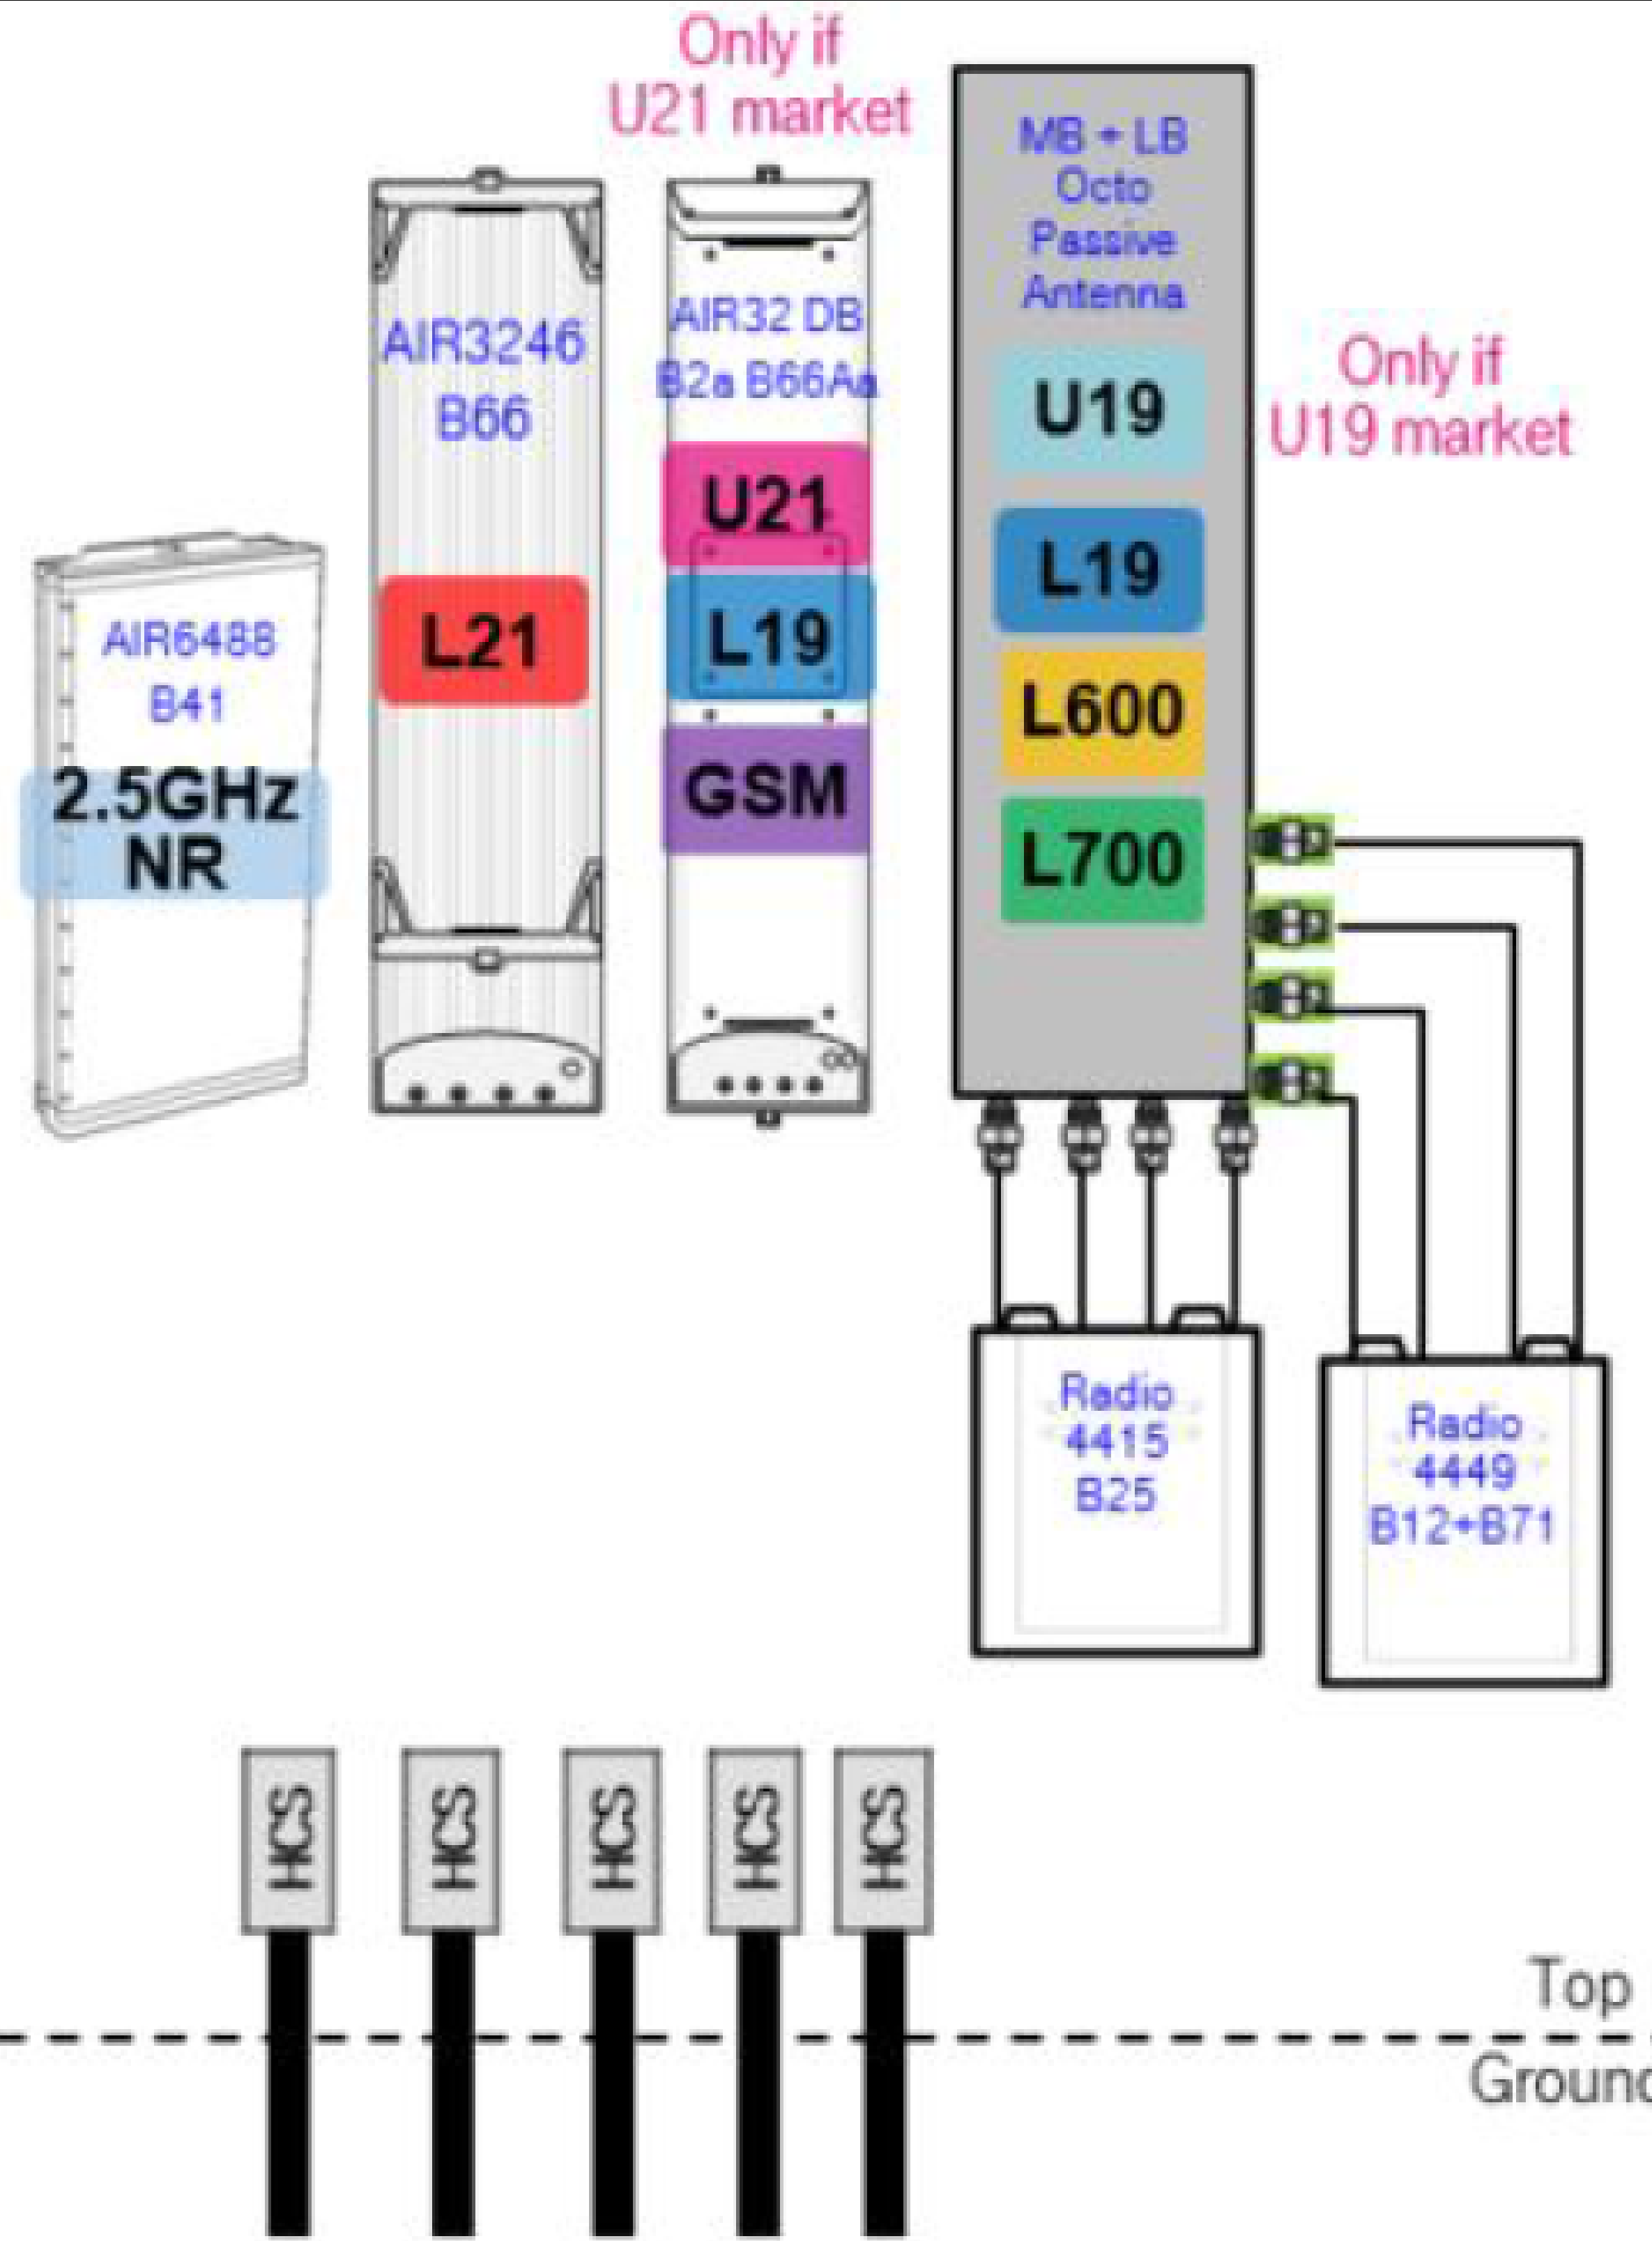 Only if
U21 market
MB + LB
Octo
Passive
Antenna
AIR3246
B66
AIR32 DB
B2a B66Aa
Only if
U19 market
U19
U21
L19
AIR6488
B41
L21
L19
L600
2.5GHz
NR
GSM
L700
Radio
4415
B25
Radio
4449
B12+B71
HCS
HCS
HCS
HCS
HCS
Top
Ground